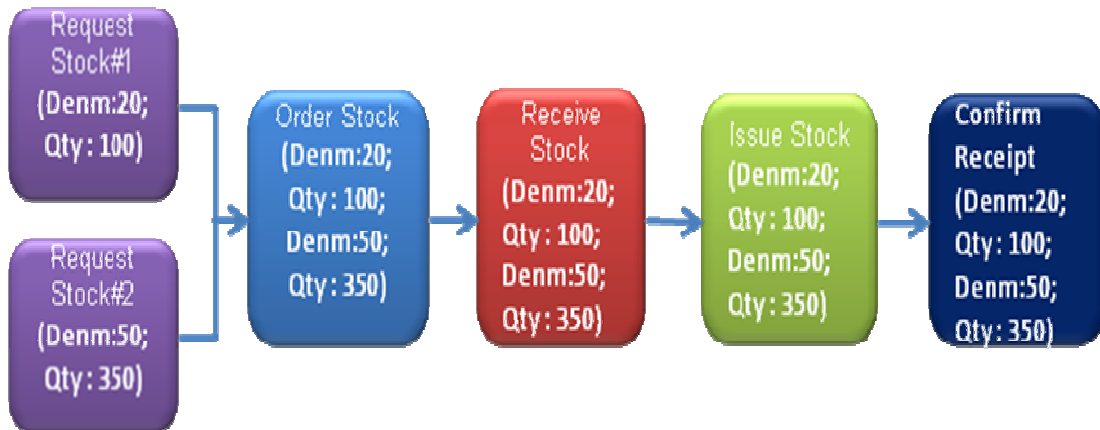 Request
Stock#1
(Denm:20;
Qty : 100)
Request
Stock#2
(Denm:50;
Qty : 350)
Order Stock
(Denm:20;
Qty : 100;
Denm:50;
Qty : 350)
Receive
Stock
(Denm:20;
Qty : 100;
Denm:50;
Qty : 350)
Issue Stock
(Denm:20;
Qty : 100;
Denm:50;
Qty : 350)
Confirm
Receipt
(Denm:20;
Qty : 100;
Denm:50;
Qty : 350)